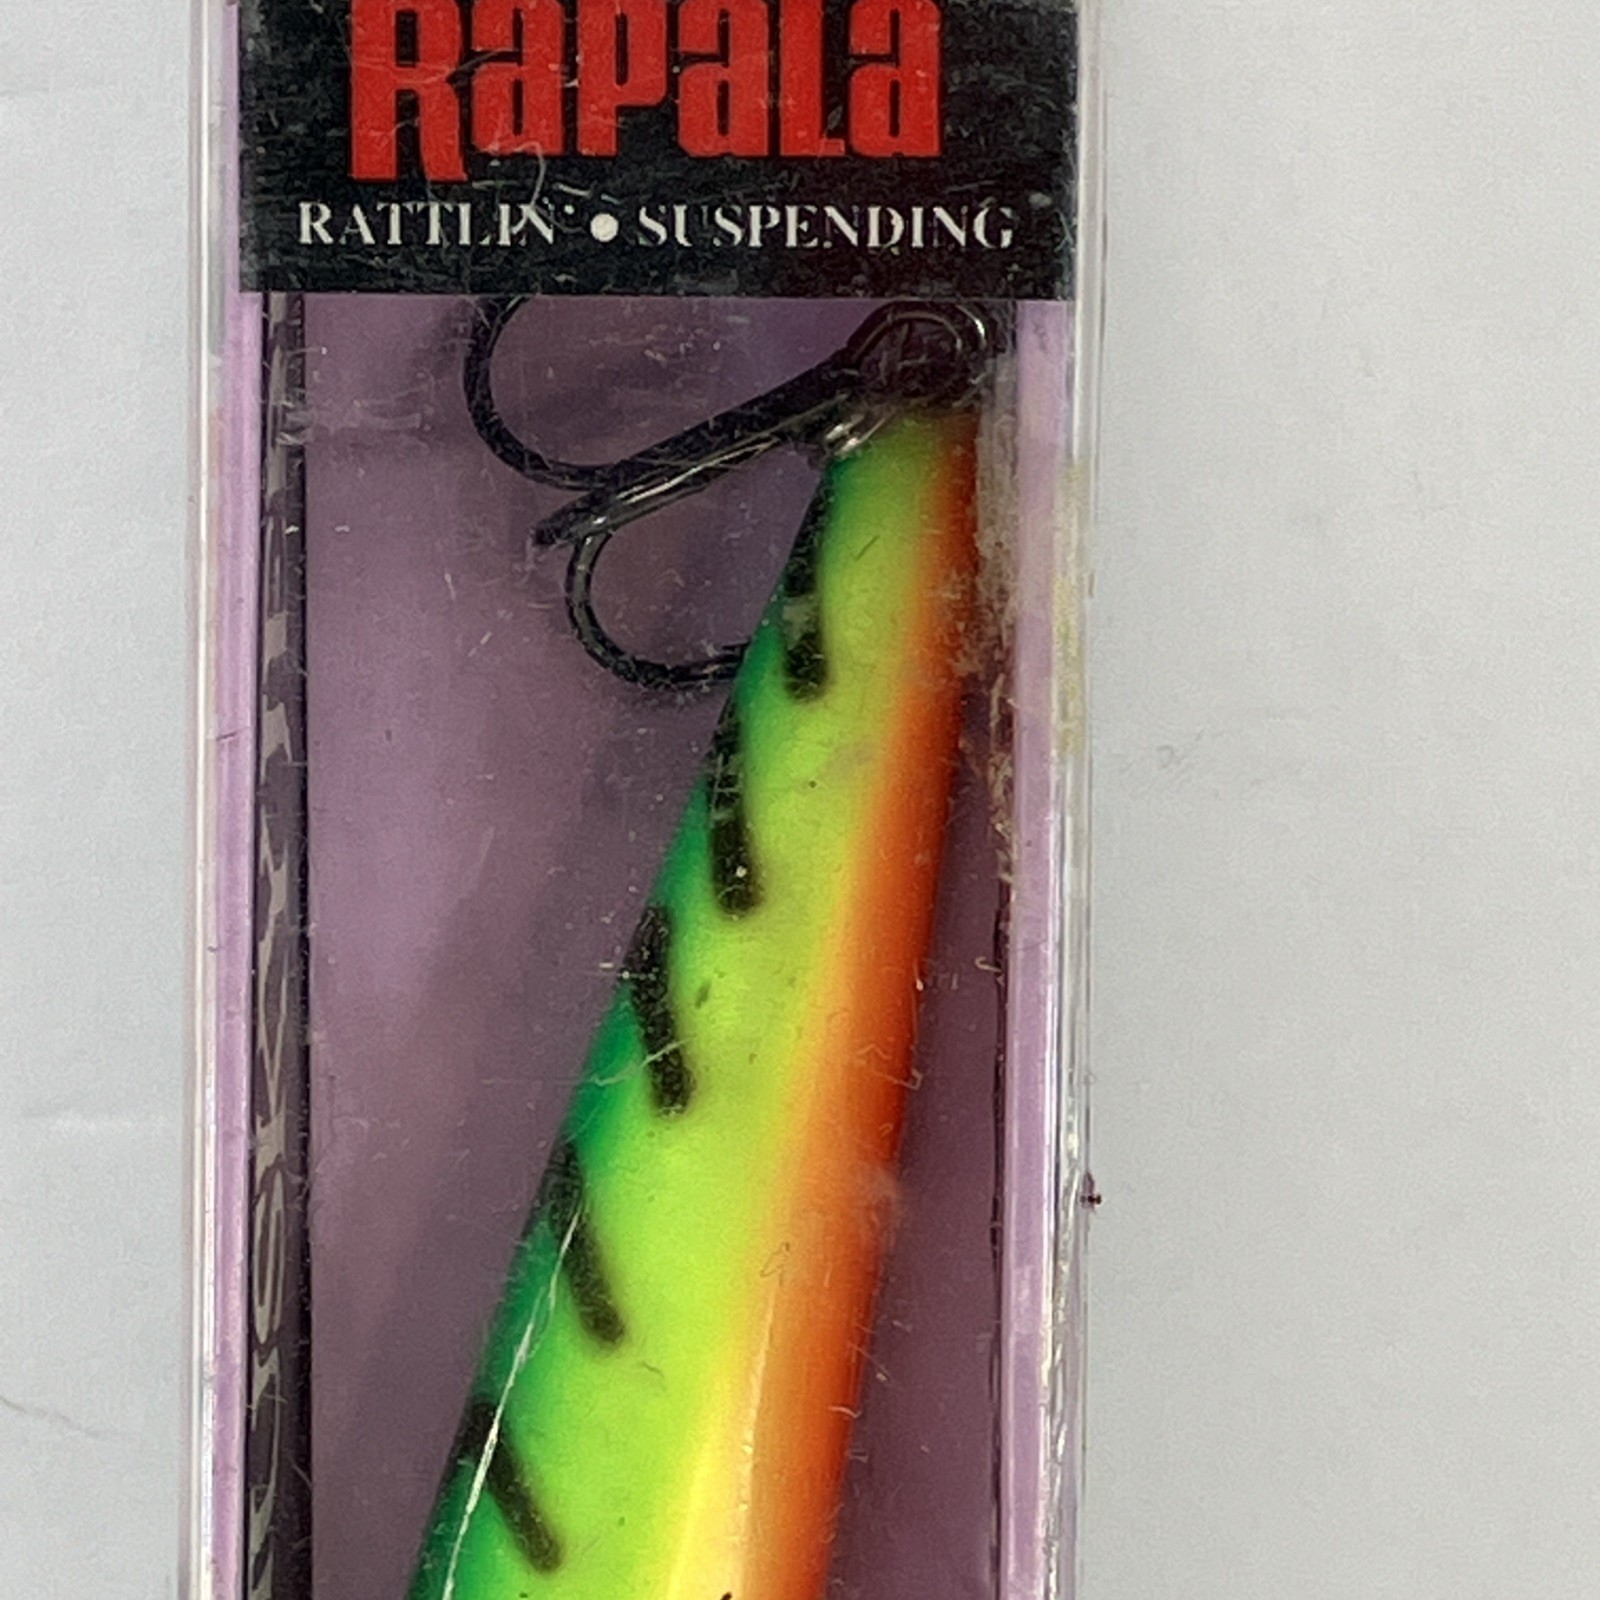 Rapala
RATTLIN' • SUSPENDING